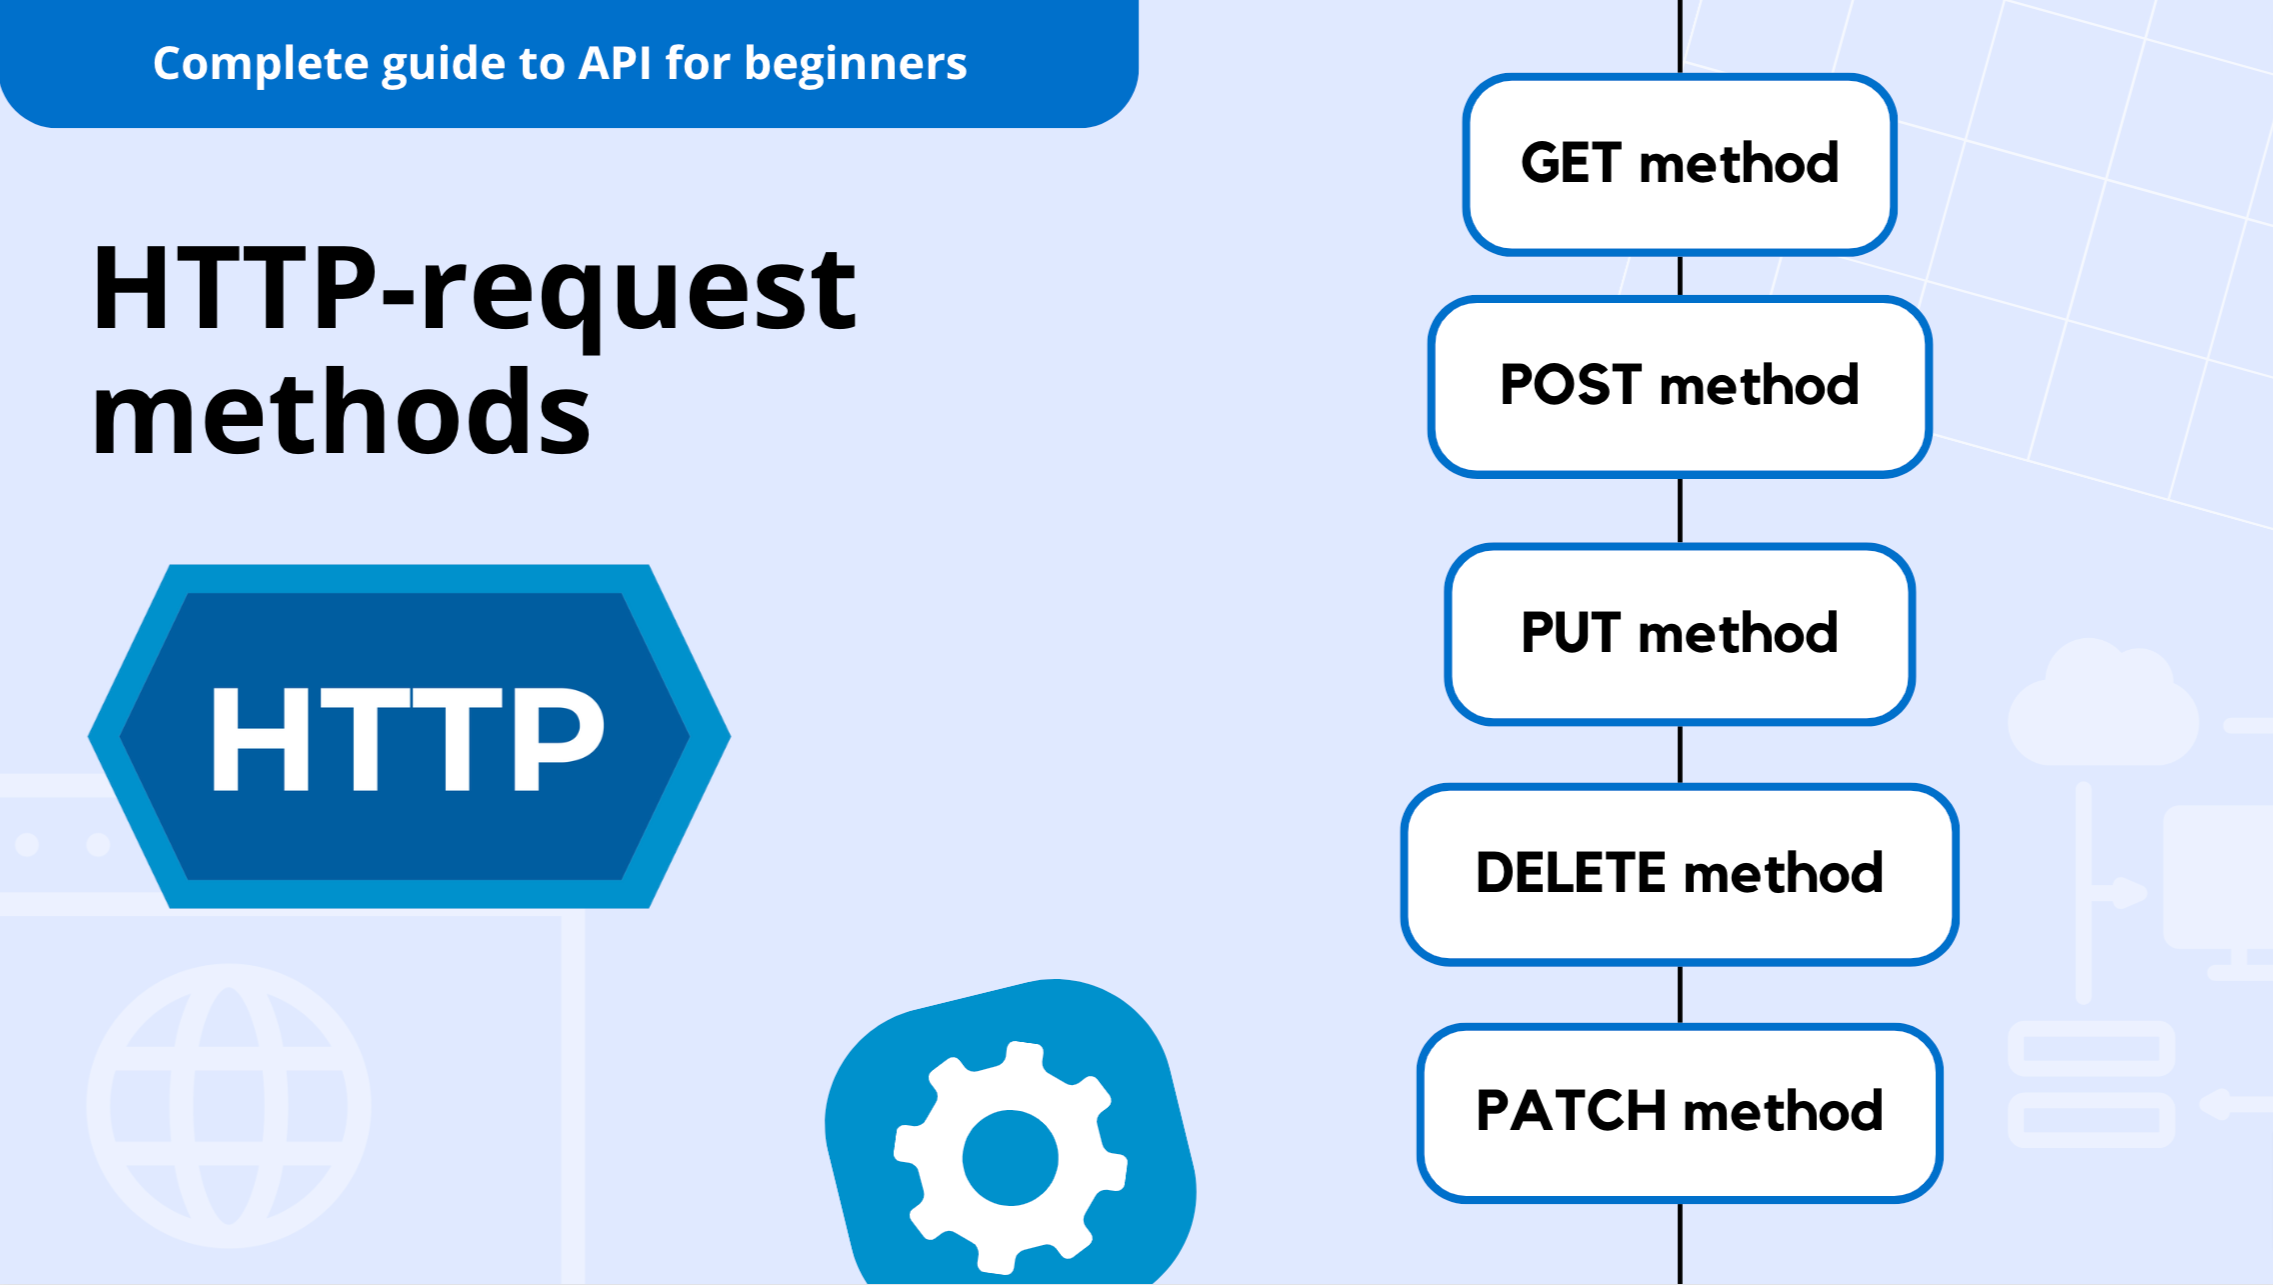 Complete guide to API for beginners
HTTP-request
methods
HTTP
GET method
POST method
PUT method
DELETE method
PATCH method